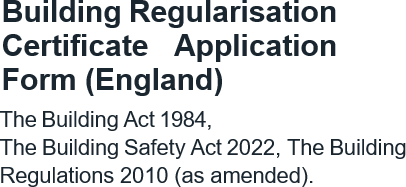 Building Regularisation
Certificate Application
Form (England)
The Building Act 1984,
The Building Safety Act 2022, The Building
Regulations 2010 (as amended).